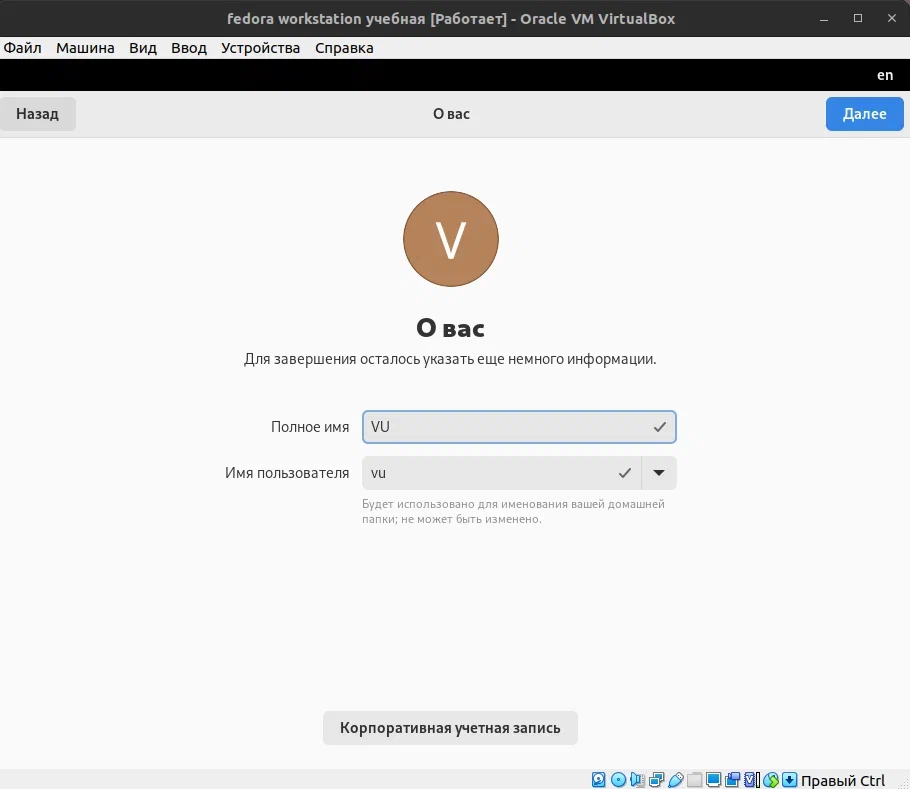 fedora workstation учебная [Работает] - Oracle VM VirtualBox
Файл Машина Вид Ввод Устройства Справка
en
Назад О вас Далее
V
О вас
Для завершения осталось указать еще немного информации.
Полное имя VU
Имя пользователя vu
Будет использовано для именования вашей домашней
папки; не может быть изменено.
Корпоративная учетная запись
Правый Ctrl